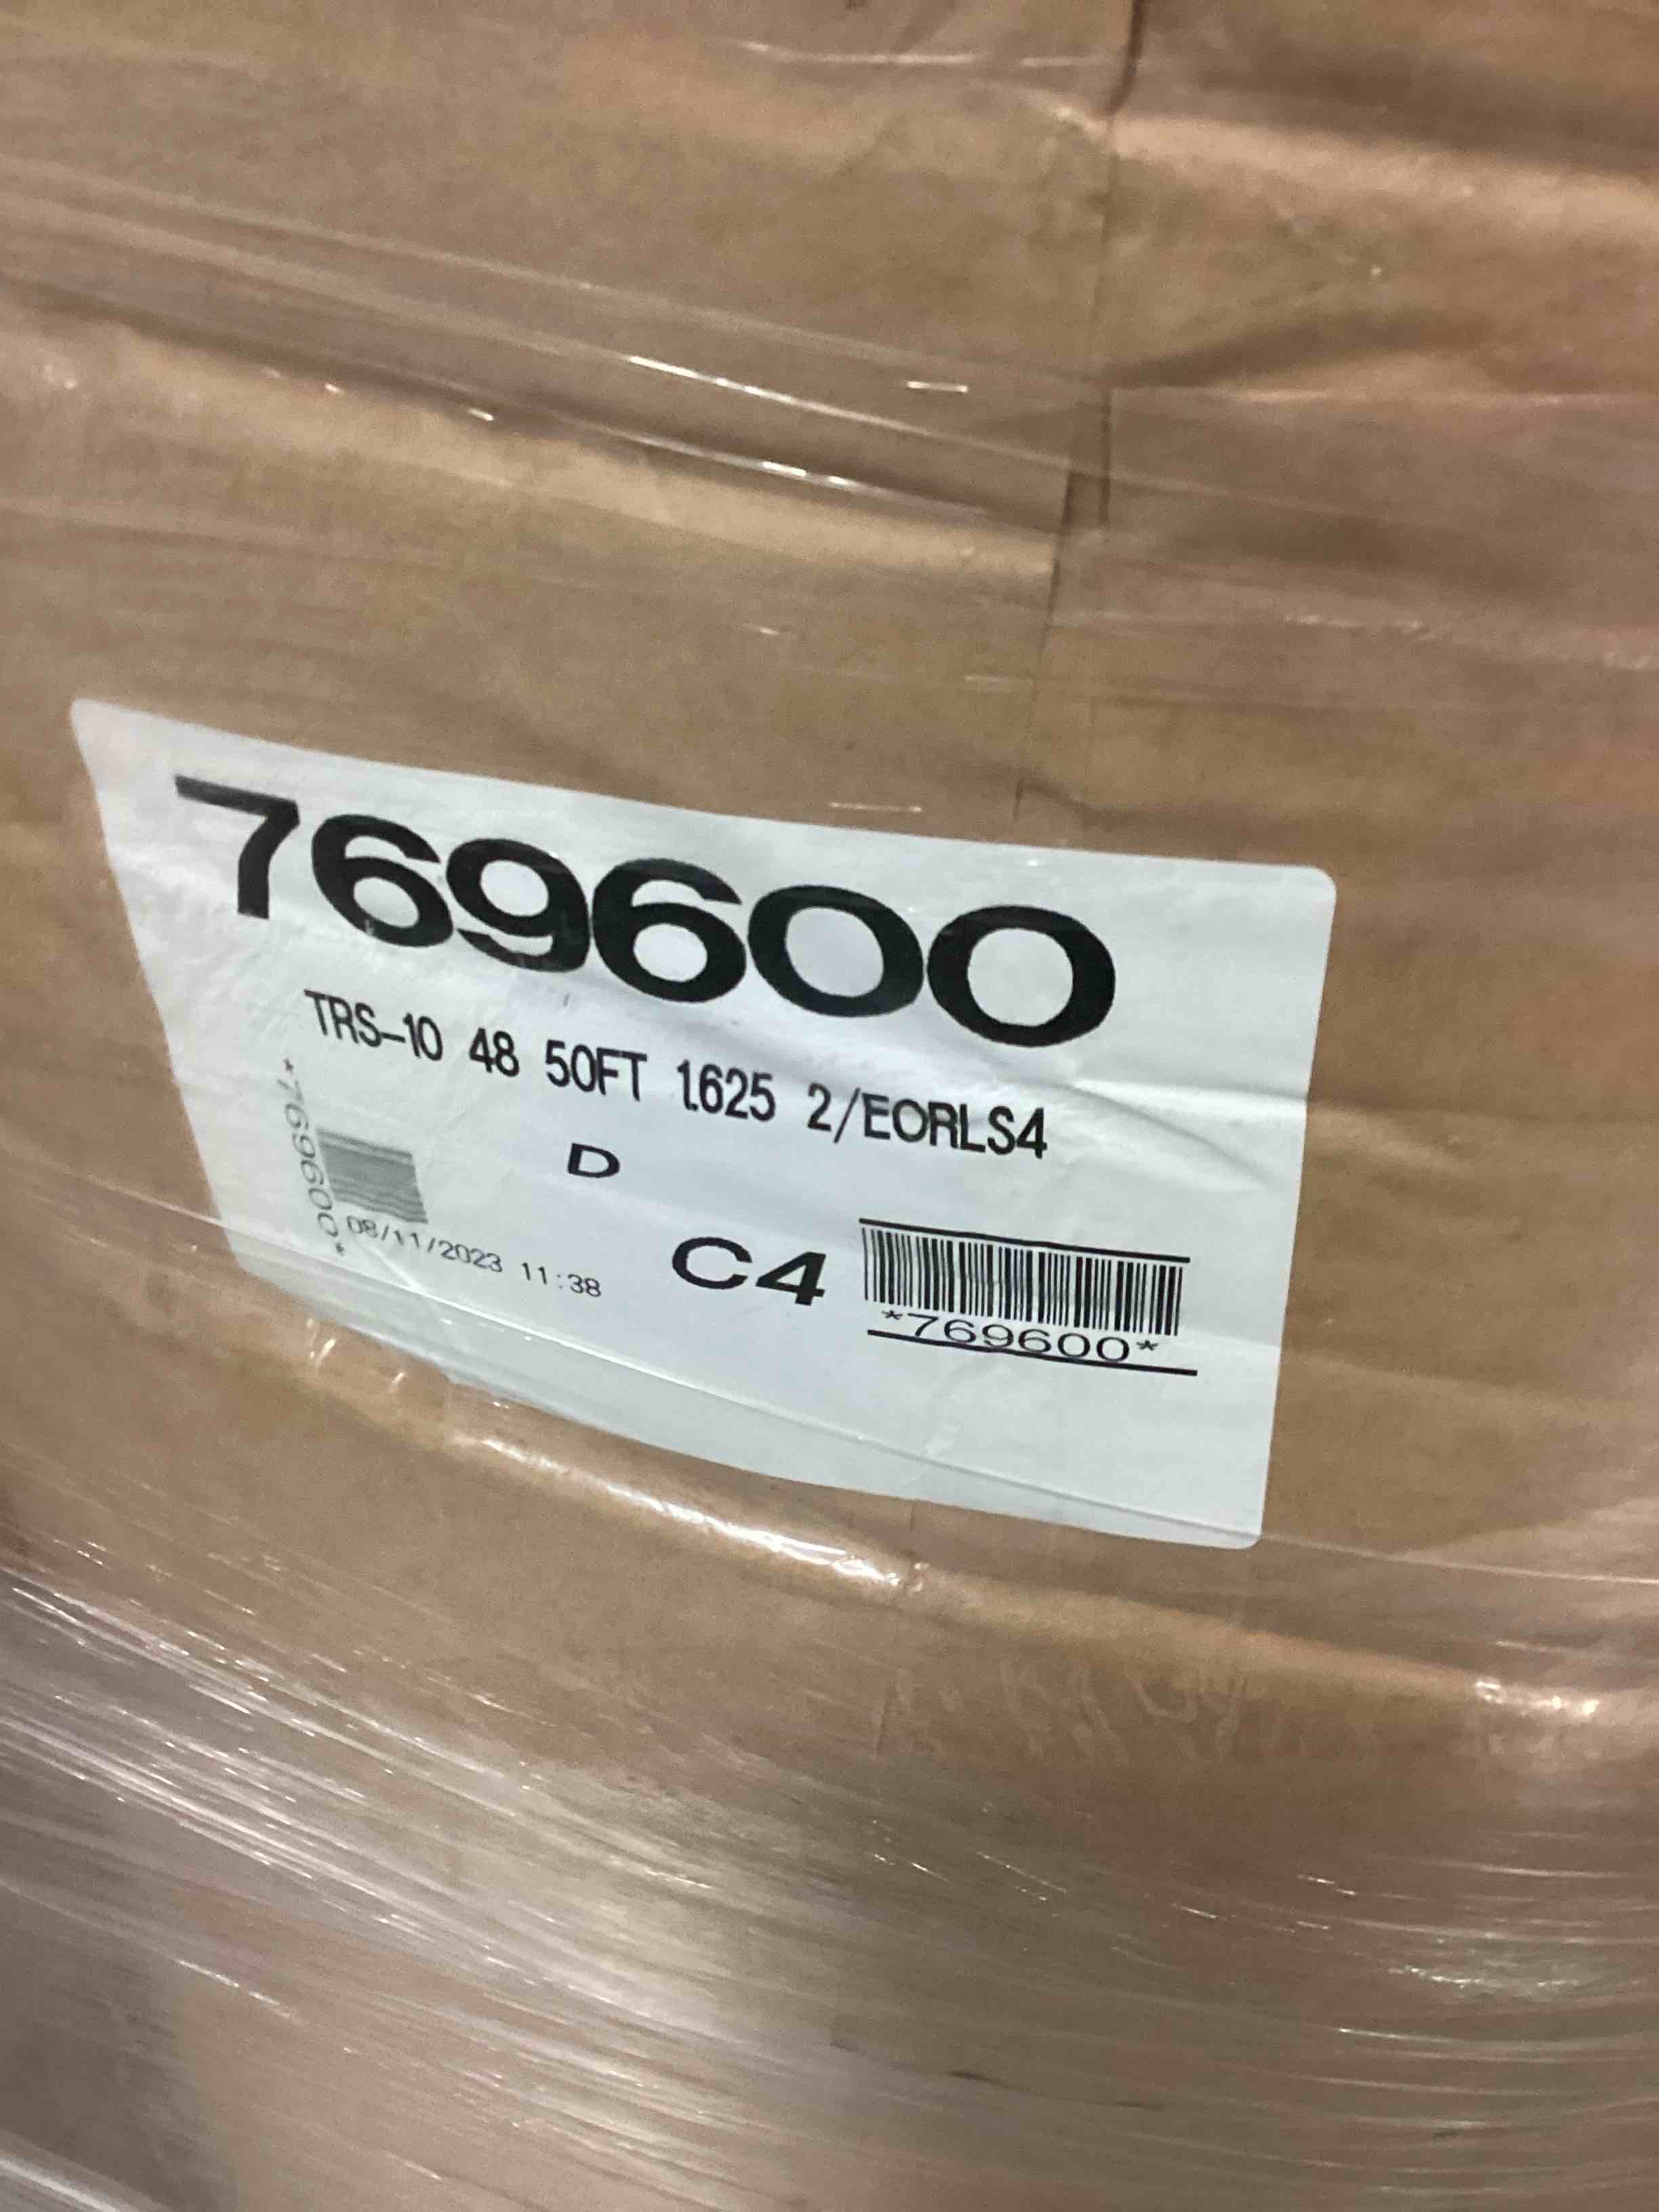 769600
TRS-10 48 50FT 1.625 2/EORLS4
D
*769600*
08/11/2023 11:38
C4
*769600*